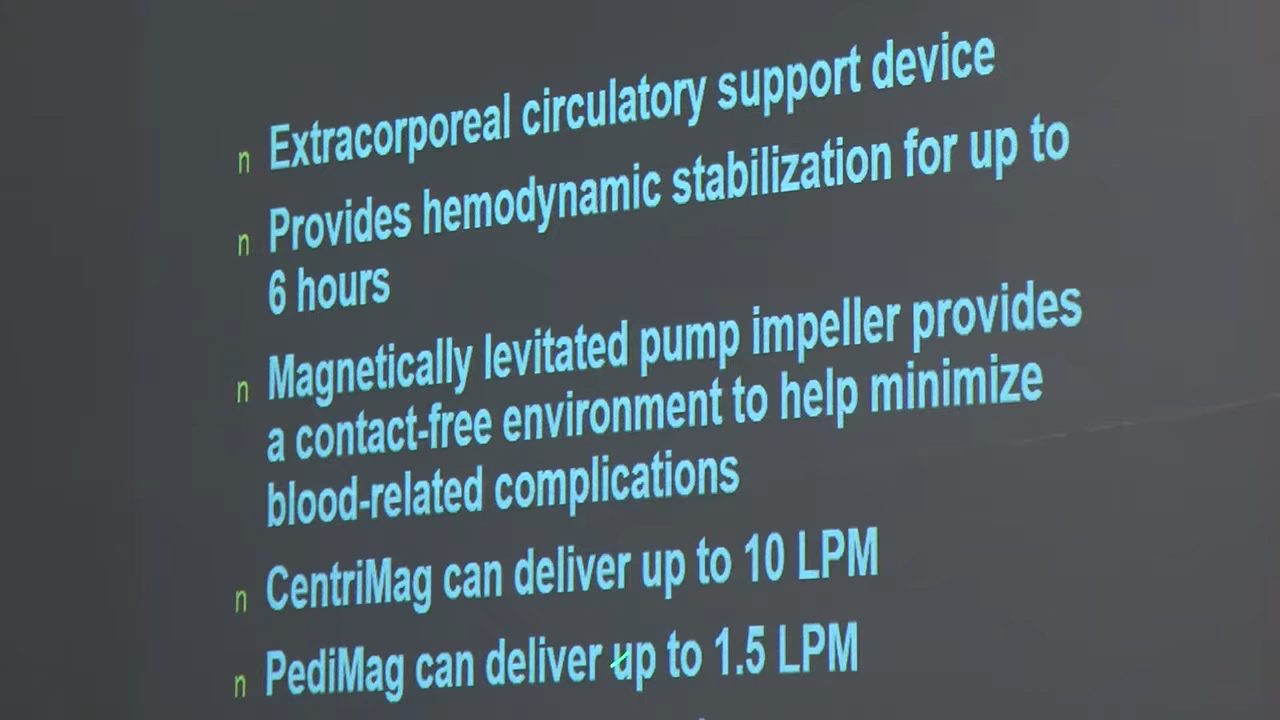 n Extracorporeal circulatory support device
n Provides hemodynamic stabilization for up to
6 hours
n Magnetically levitated pump impeller provides
a contact-free environment to help minimize
blood-related complications
n CentriMag can deliver up to 10 LPM
n PediMag can deliver up to 1.5 LPM